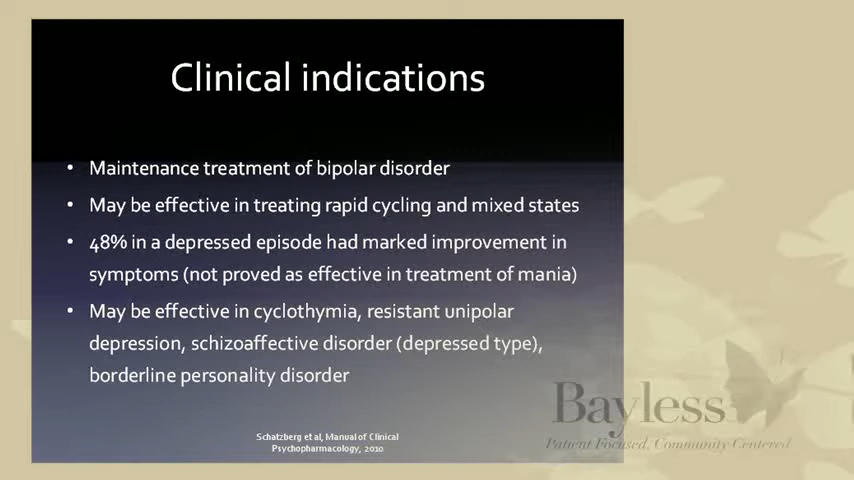 Clinical indications
• Maintenance treatment of bipolar disorder
• May be effective in treating rapid cycling and mixed states
• 48% in a depressed episode had marked improvement in
symptoms (not proved as effective in treatment of mania)
• May be effective in cyclothymia, resistant unipolar
depression, schizoaffective disorder (depressed type),
borderline personality disorder
Schatzberg et al, Manual of Clinical
Psychopharmacology, 2010
Bayless
Patient Focused, Community Centered